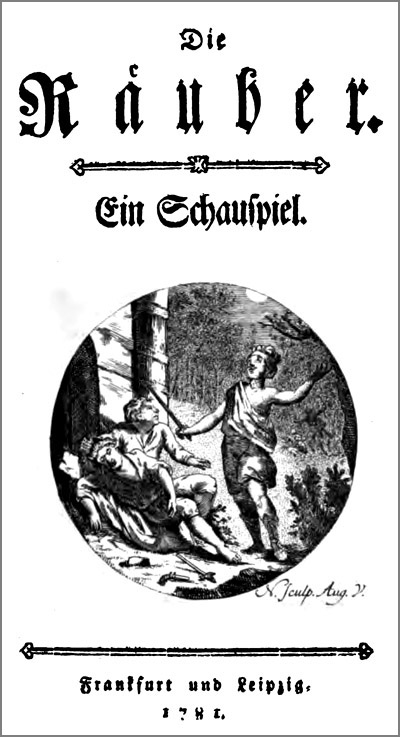 Die
Räuber.
Ein Schauſpiel.
N. ſculp. Aug. V.
Frankfurt und Leipzig,
1781.